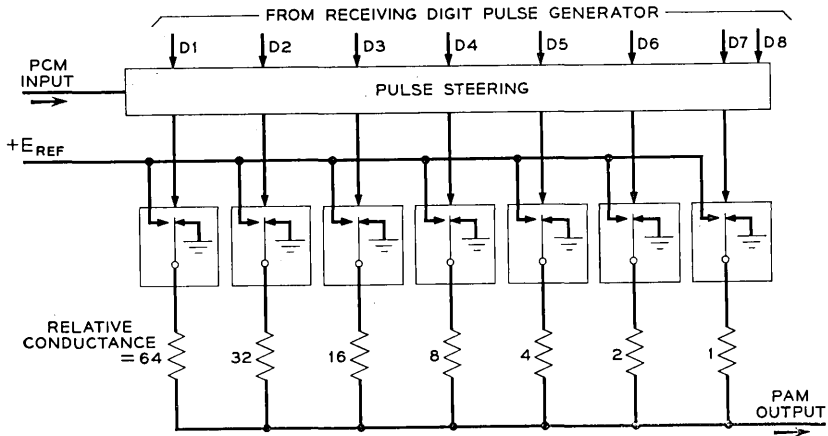 FROM RECEIVING DIGIT PULSE GENERATOR
D1 D2 D3 D4 D5 D6 D7 D8
PCM
INPUT
PULSE STEERING
+EREF
RELATIVE
CONDUCTANCE
=64 32 16 8 4 2 1
PAM
OUTPUT